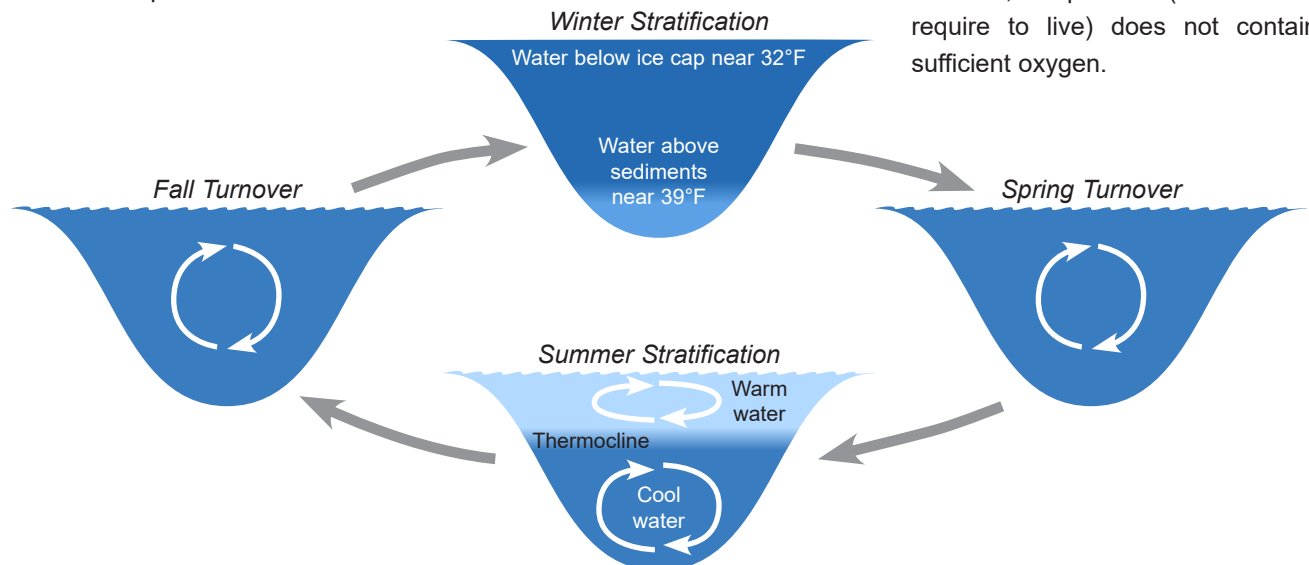 require to live) does not contain
sufficient oxygen.
Winter Stratification
Water below ice cap near 32°F
Water above
sediments
near 39°F
Fall Turnover
Spring Turnover
Summer Stratification
Warm
water
Thermocline
Cool
water